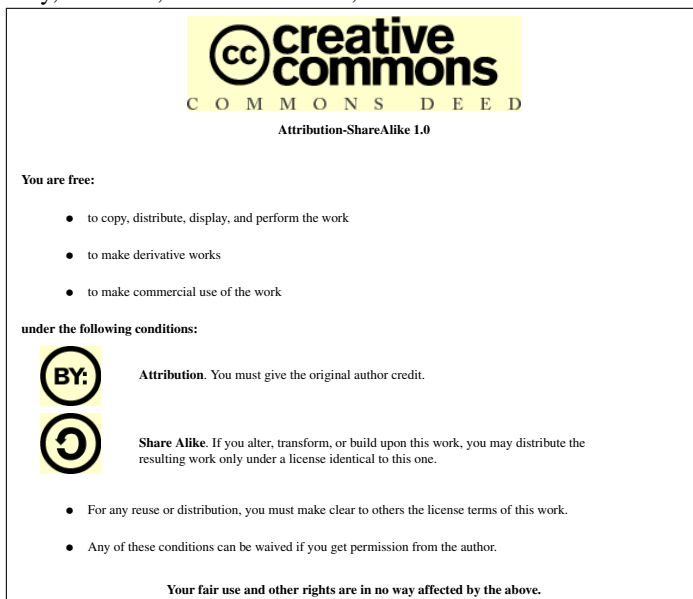 cc creative
commons
COMMONS DEED
Attribution-ShareAlike 1.0
You are free:
● to copy, distribute, display, and perform the work
● to make derivative works
● to make commercial use of the work
under the following conditions:
BY:
Attribution. You must give the original author credit.
Share Alike. If you alter, transform, or build upon this work, you may distribute the
resulting work only under a license identical to this one.
● For any reuse or distribution, you must make clear to others the license terms of this work.
● Any of these conditions can be waived if you get permission from the author.
Your fair use and other rights are in no way affected by the above.